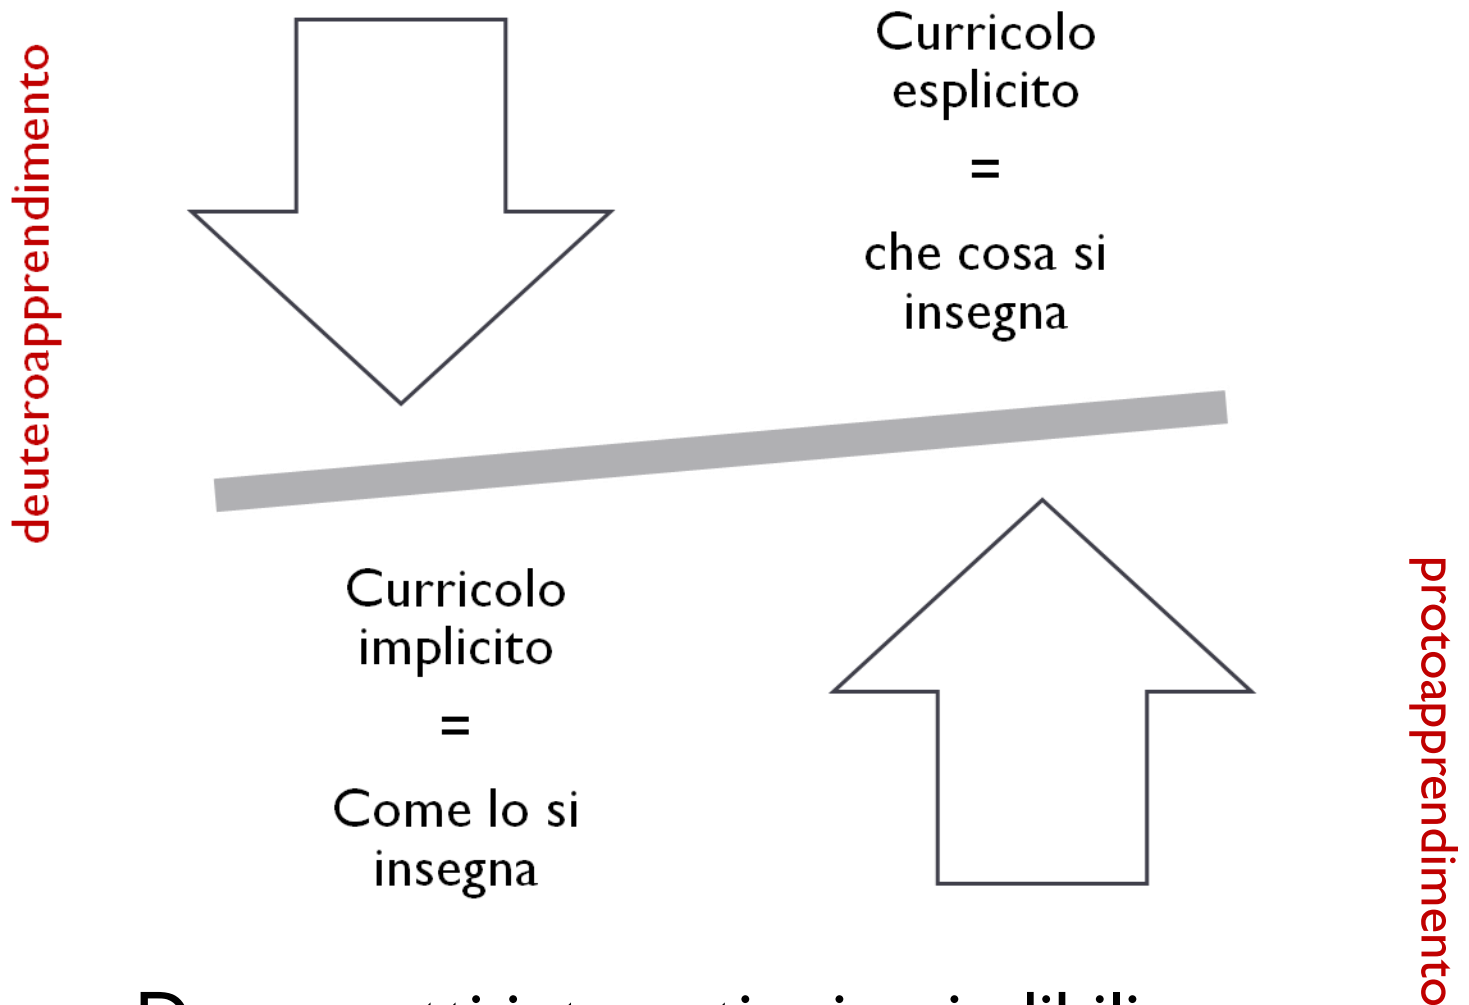 deuteroapprendimento
Curricolo
esplicito
=
che cosa si
insegna
Curricolo
implicito
=
Come lo si
insegna
protoapprendimento